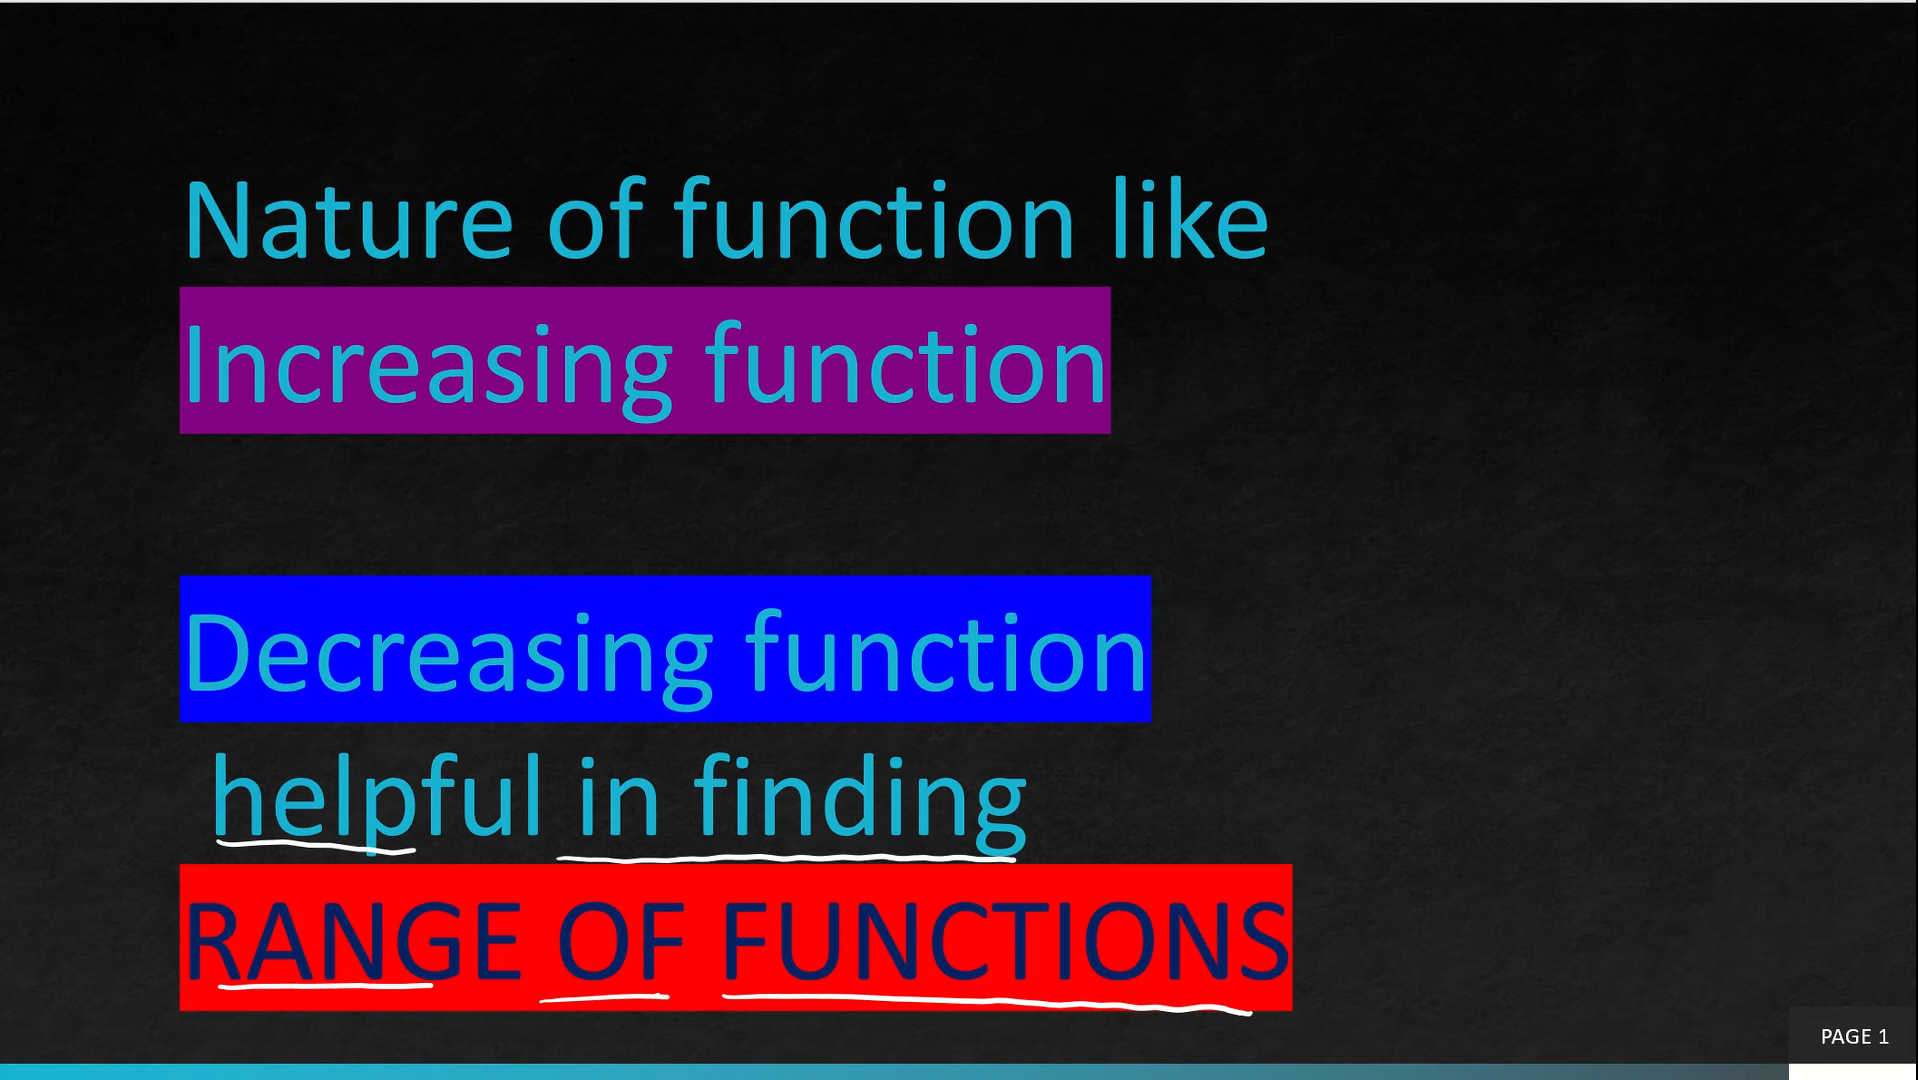 Nature of function like
Increasing function
Decreasing function
helpful in finding
RANGE OF FUNCTIONS
PAGE 1